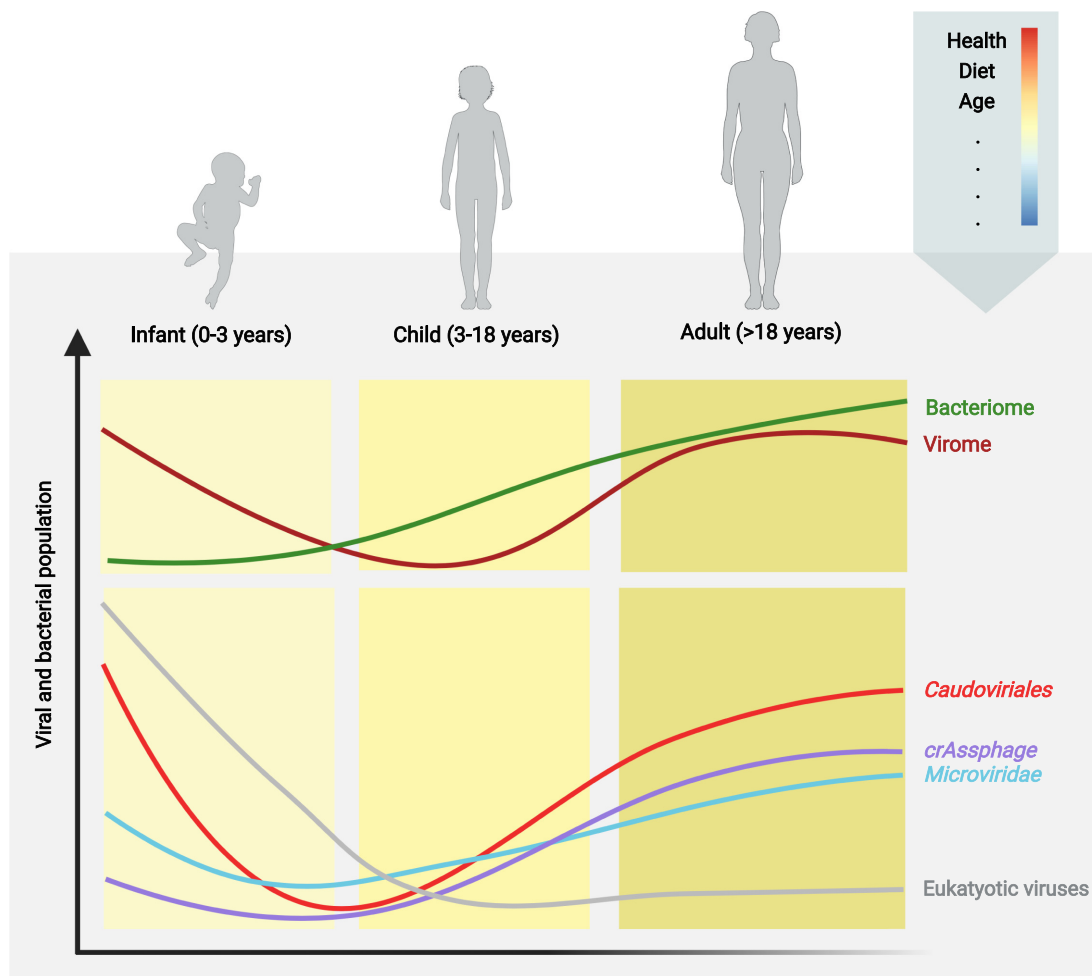 Health
Diet
Age
Infant (0-3 years)
Child (3-18 years)
Adult (>18 years)
Viral and bacterial population
Bacteriome
Virome
Caudoviriales
crAssphage
Microviridae
Eukatyotic viruses